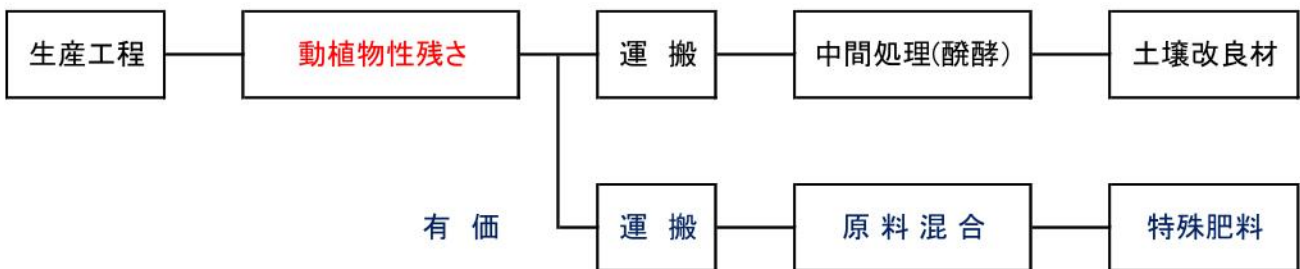 生産工程
動植物性残さ
運 搬
中間処理(醗酵)
土壌改良材
有 価
運 搬
原 料 混 合
特殊肥料